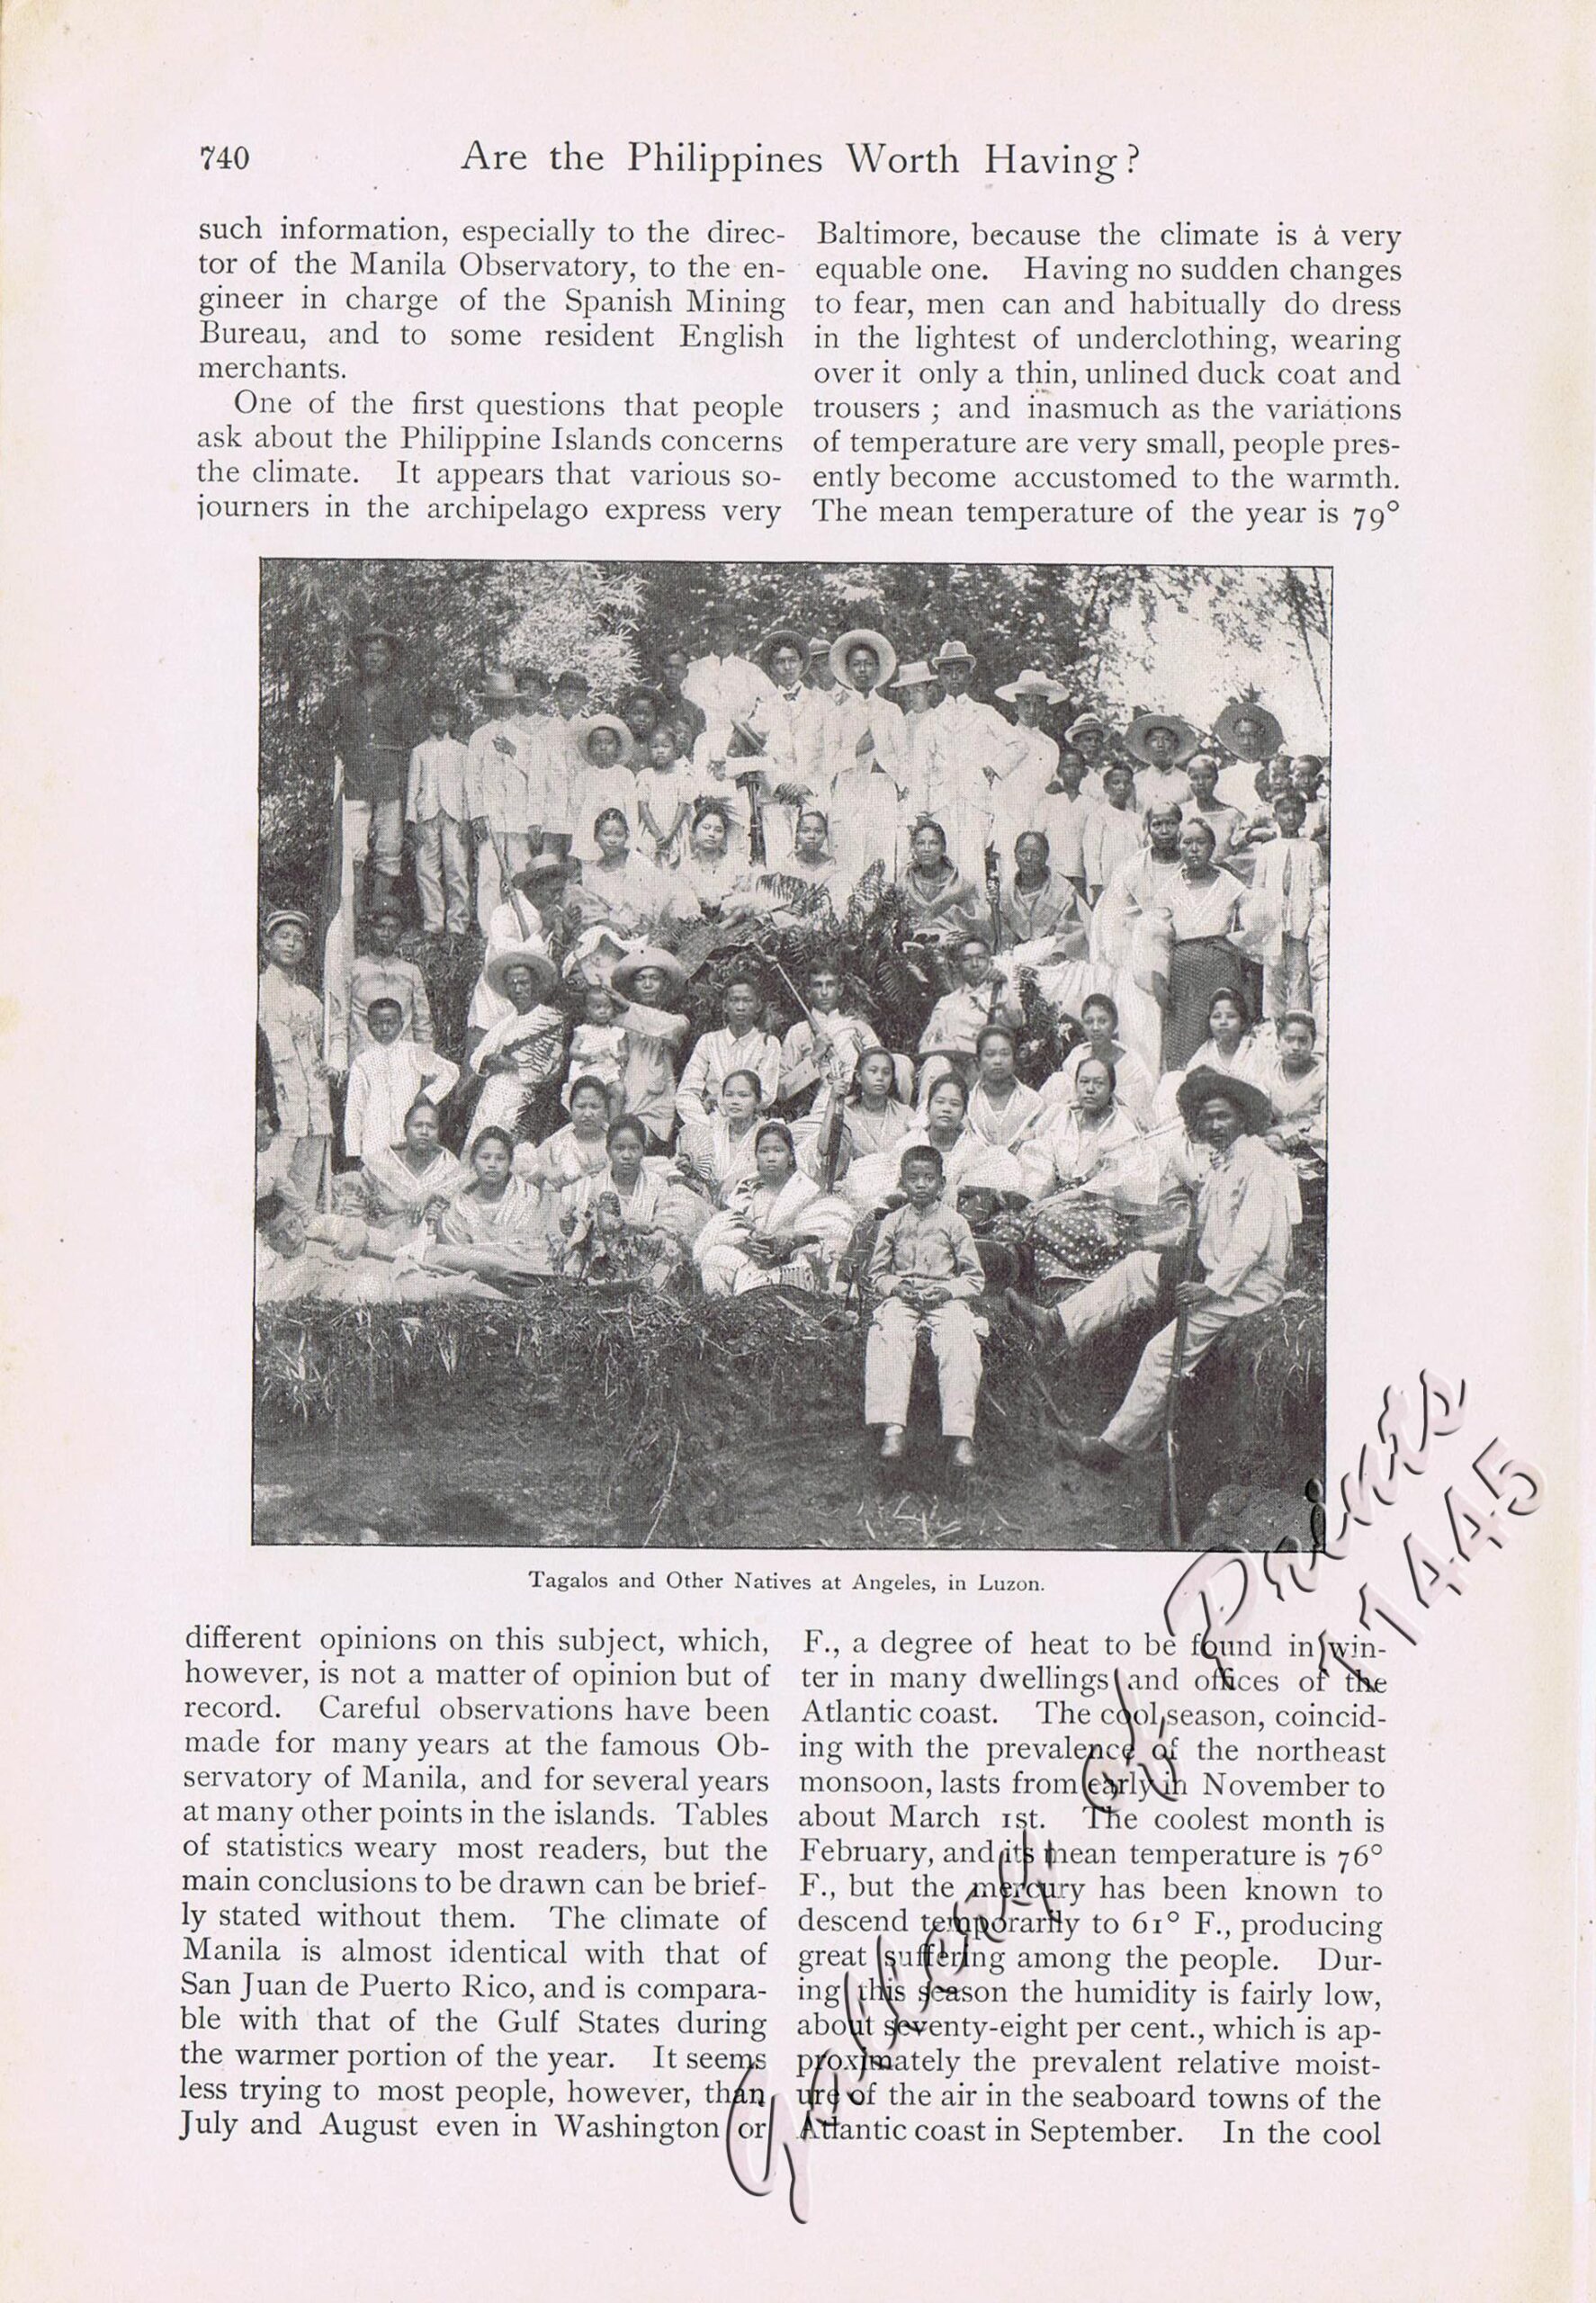 740
Are the Philippines Worth Having?
such information, especially to the direc-
tor of the Manila Observatory, to the en-
gineer in charge of the Spanish Mining
Bureau, and to some resident English
merchants.
One of the first questions that people
ask about the Philippine Islands concerns
the climate. It appears that various so-
journers in the archipelago express very
Baltimore, because the climate is a very
equable one. Having no sudden changes
to fear, men can and habitually do dress
in the lightest of underclothing, wearing
over it only a thin, unlined duck coat and
trousers ; and inasmuch as the variations
of temperature are very small, people pres-
ently become accustomed to the warmth.
The mean temperature of the year is 79°
Tagalos and Other Natives at Angeles, in Luzon.
different opinions on this subject, which,
however, is not a matter of opinion but of
record. Careful observations have been
made for many years at the famous Ob-
servatory of Manila, and for several years
at many other points in the islands. Tables
of statistics weary most readers, but the
main conclusions to be drawn can be brief-
ly stated without them. The climate of
Manila is almost identical with that of
San Juan de Puerto Rico, and is compara-
ble with that of the Gulf States during
the warmer portion of the year. It seems
less trying to most people, however, than
July and August even in Washington or
F., a degree of heat to be found in win-
ter in many dwellings and offices of the
Atlantic coast. The cool season, coincid-
ing with the prevalence of the northeast
monsoon, lasts from early in November to
about March 1st. The coolest month is
February, and its mean temperature is 76°
F., but the mercury has been known to
descend temporarily to 61° F., producing
great suffering among the people. Dur-
ing this season the humidity is fairly low,
about seventy-eight per cent., which is ap-
proximately the prevalent relative moist-
ure of the air in the seaboard towns of the
Atlantic coast in September. In the cool
Gallery of Prints
11445